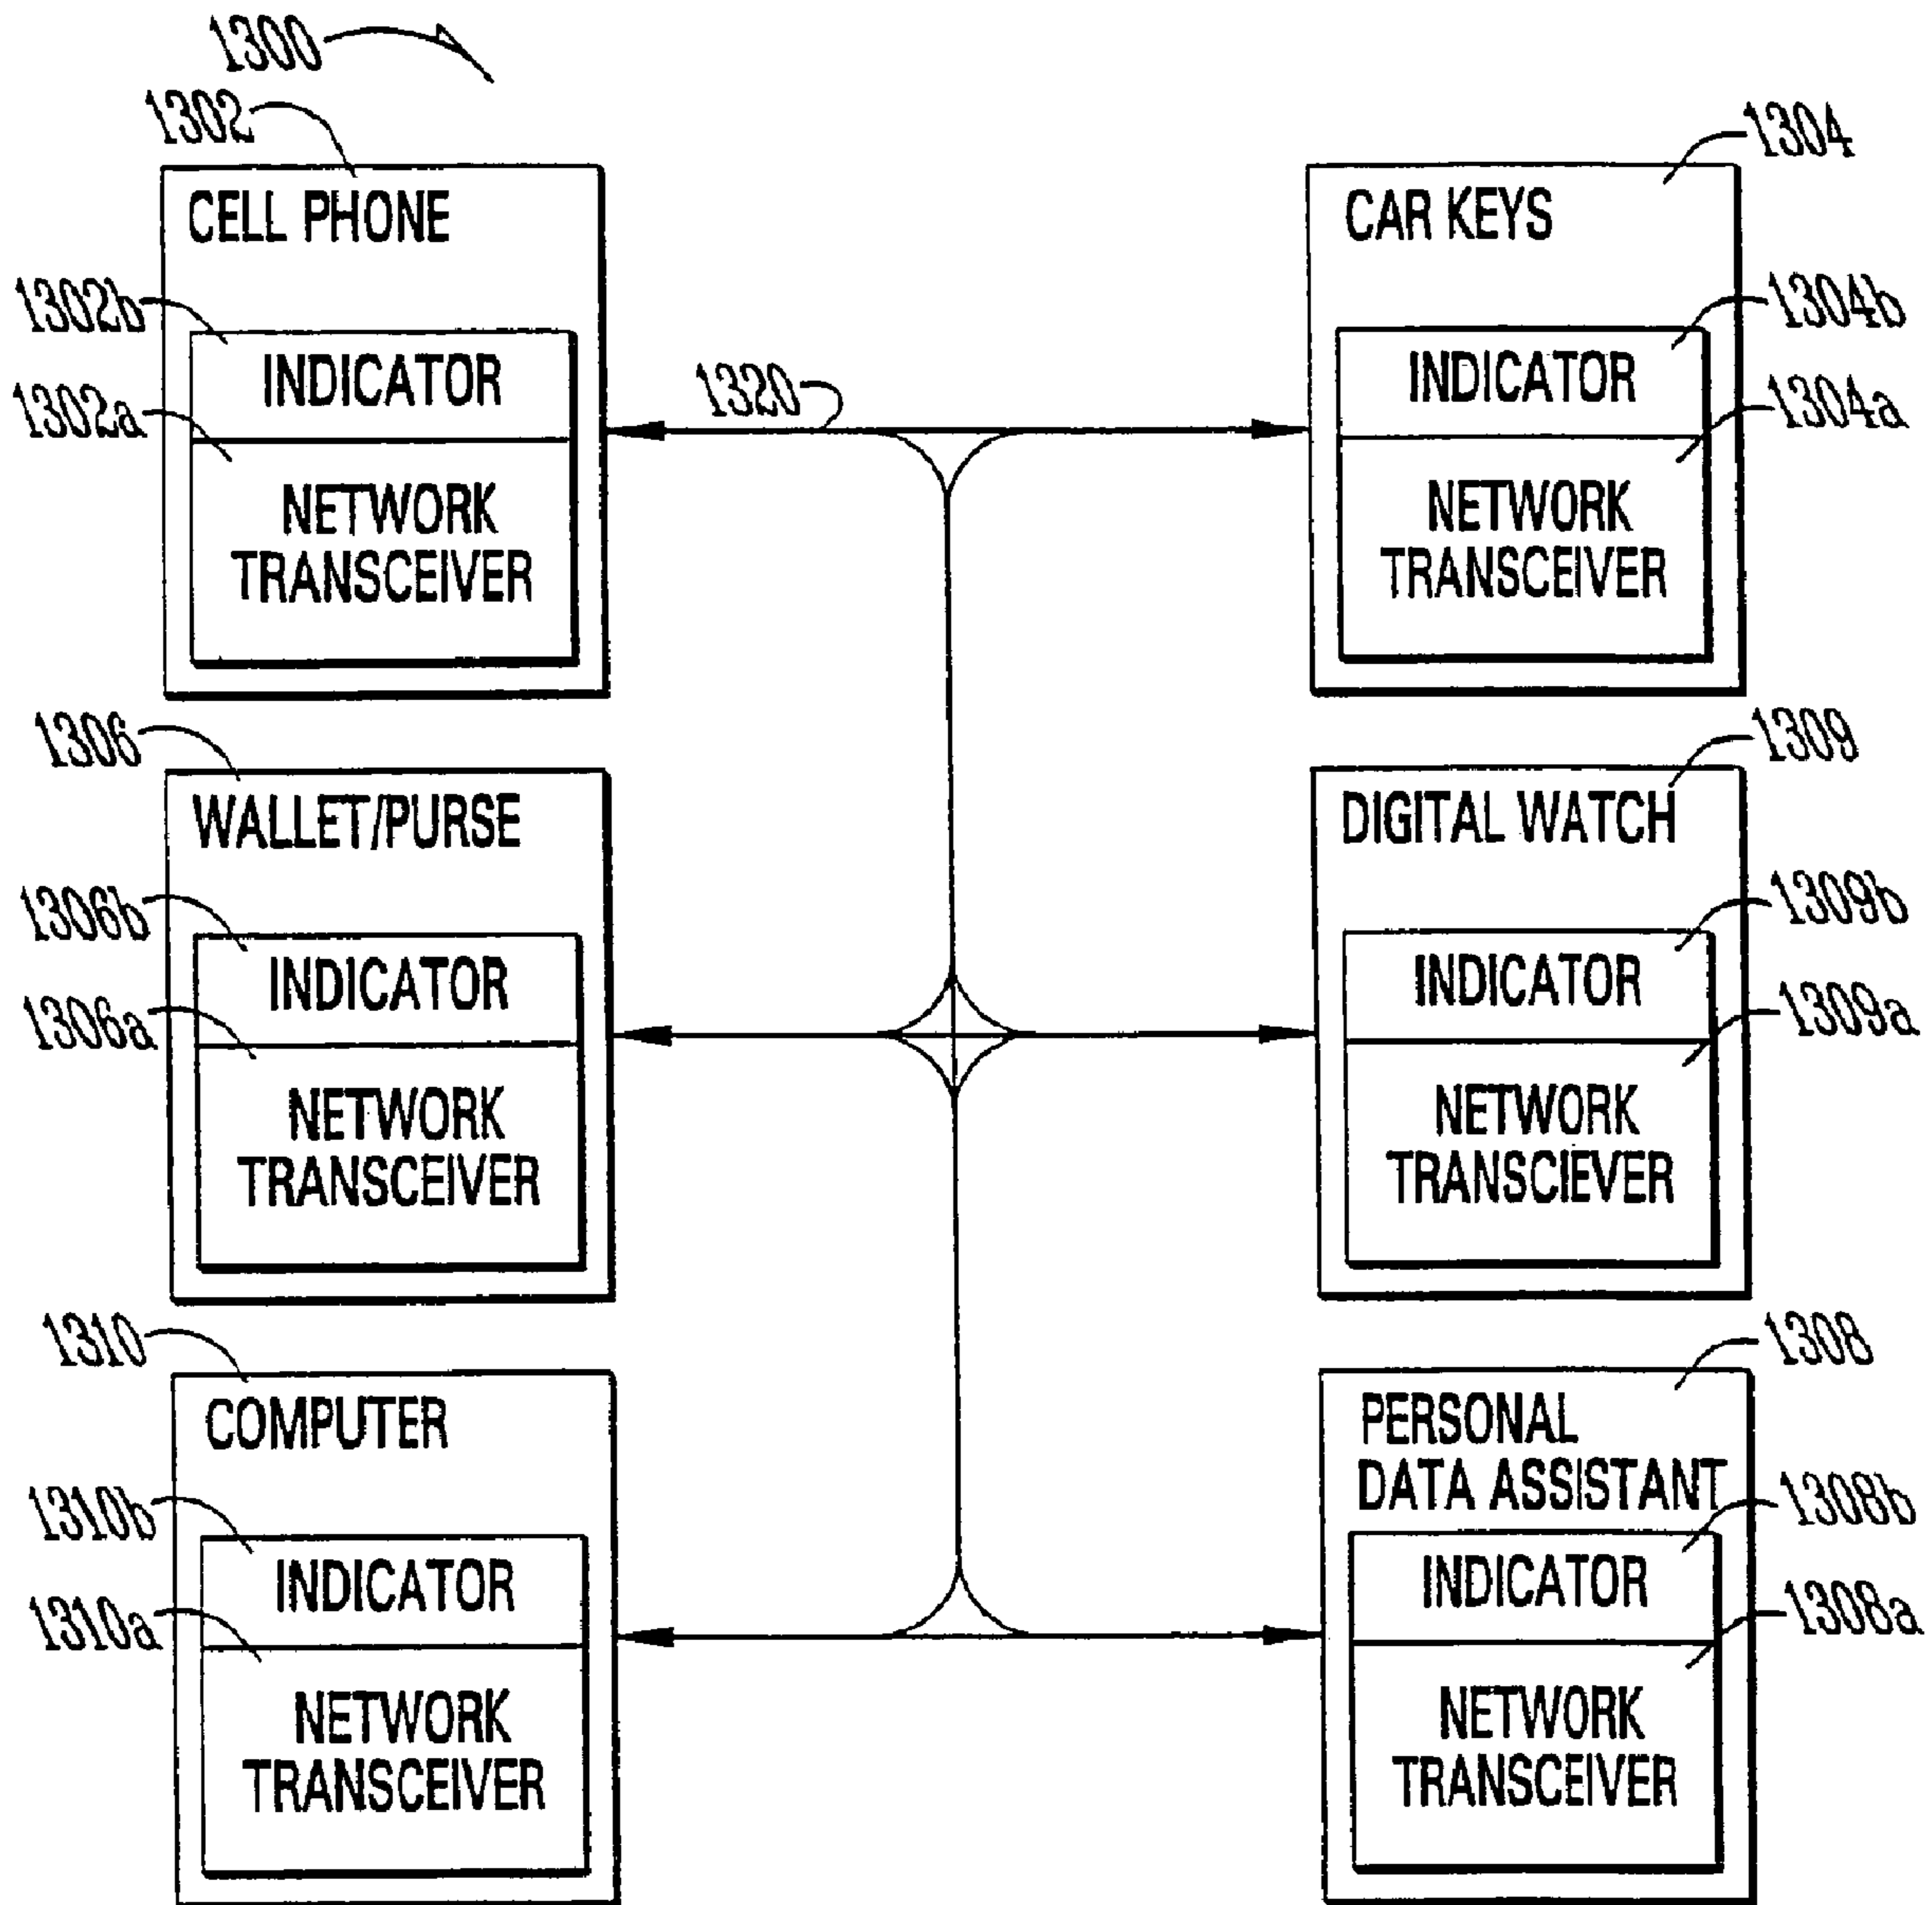 1300
1302
CELL PHONE
1302b
INDICATOR
1302a
NETWORK
TRANSCEIVER
1320
1304
CAR KEYS
1304b
INDICATOR
1304a
NETWORK
TRANSCEIVER
1306
WALLET/PURSE
1306b
INDICATOR
1306a
NETWORK
TRANSCEIVER
1309
DIGITAL WATCH
1309b
INDICATOR
1309a
NETWORK
TRANSCIEVER
1310
COMPUTER
1310b
INDICATOR
1310a
NETWORK
TRANSCEIVER
1308
PERSONAL
DATA ASSISTANT
1308b
INDICATOR
1308a
NETWORK
TRANSCEIVER